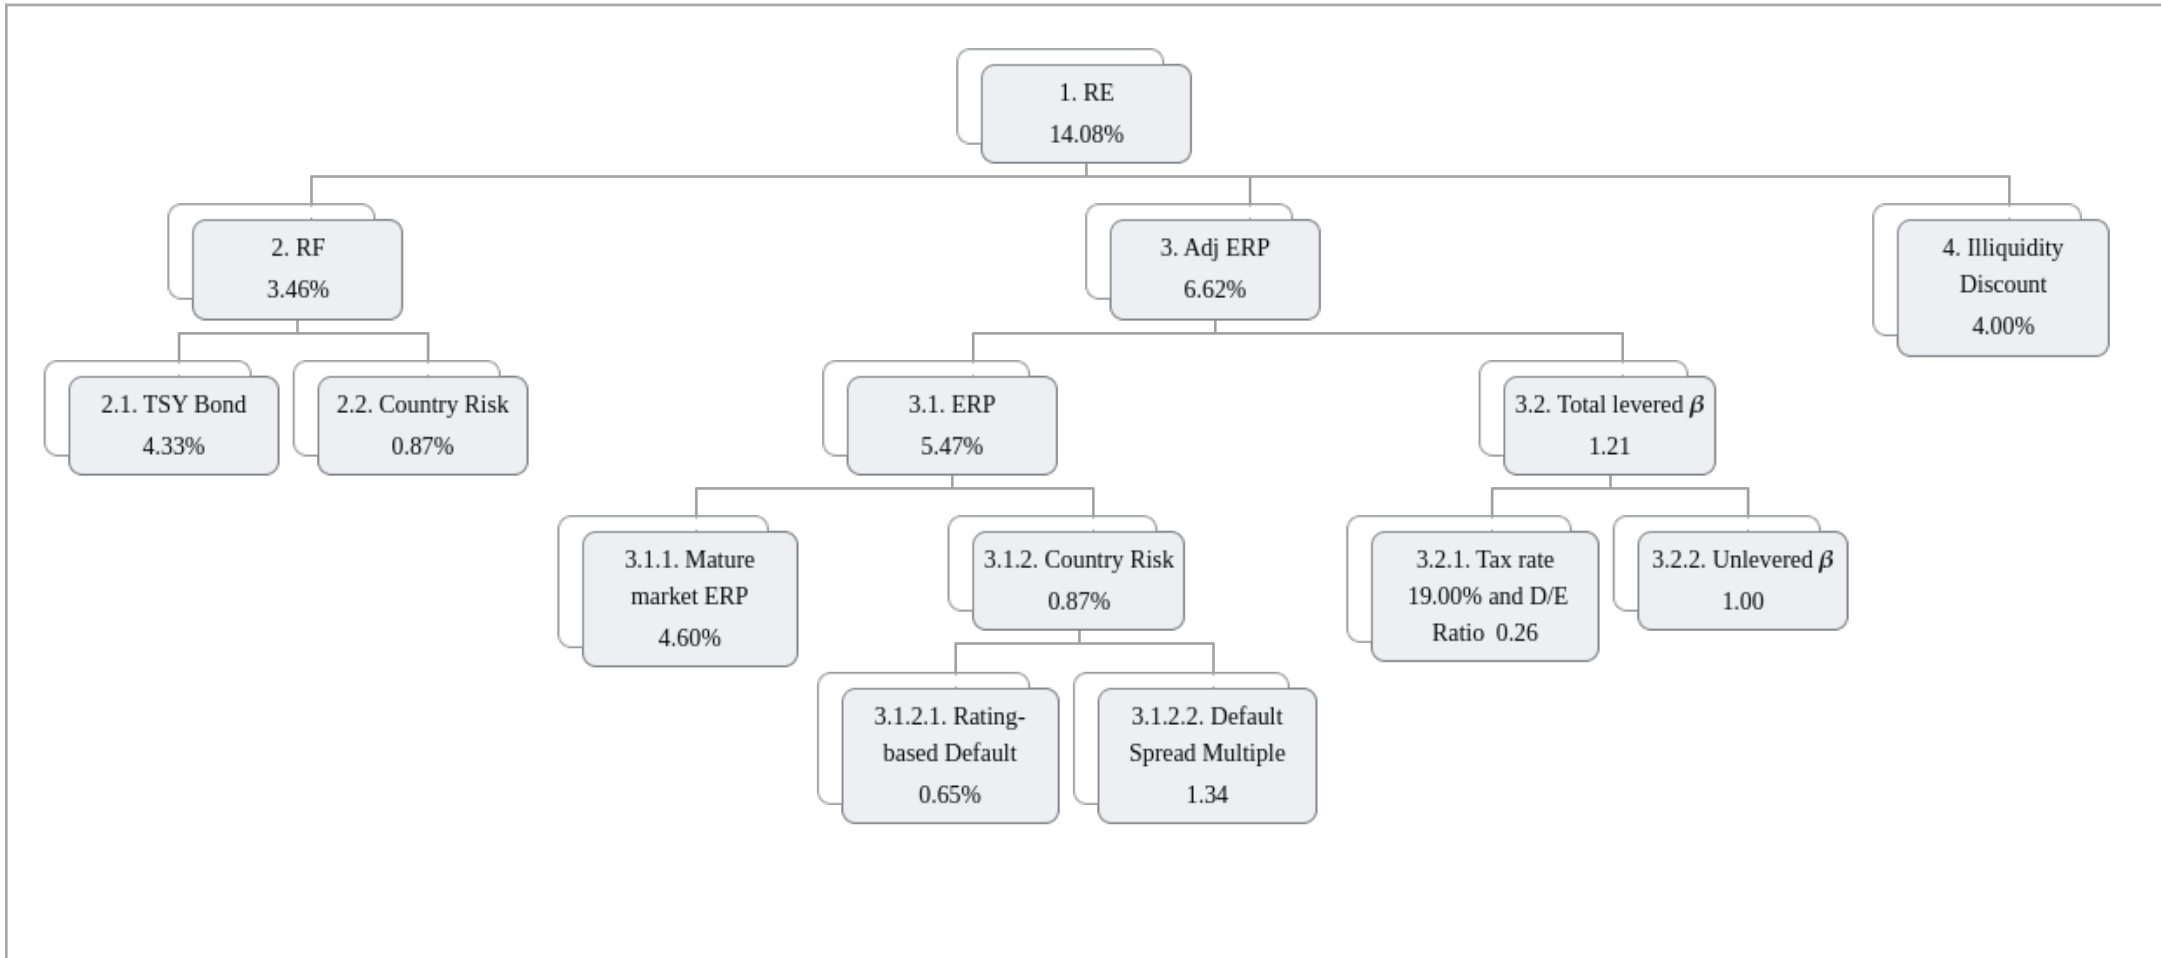 1. RE
14.08%
2. RF
3.46%
3. Adj ERP
6.62%
4. Illiquidity
Discount
4.00%
2.1. TSY Bond
4.33%
2.2. Country Risk
0.87%
3.1. ERP
5.47%
3.2. Total levered β
1.21
3.1.1. Mature
market ERP
4.60%
3.1.2. Country Risk
0.87%
3.2.1. Tax rate
19.00% and D/E
Ratio 0.26
3.2.2. Unlevered β
1.00
3.1.2.1. Rating-
based Default
0.65%
3.1.2.2. Default
Spread Multiple
1.34